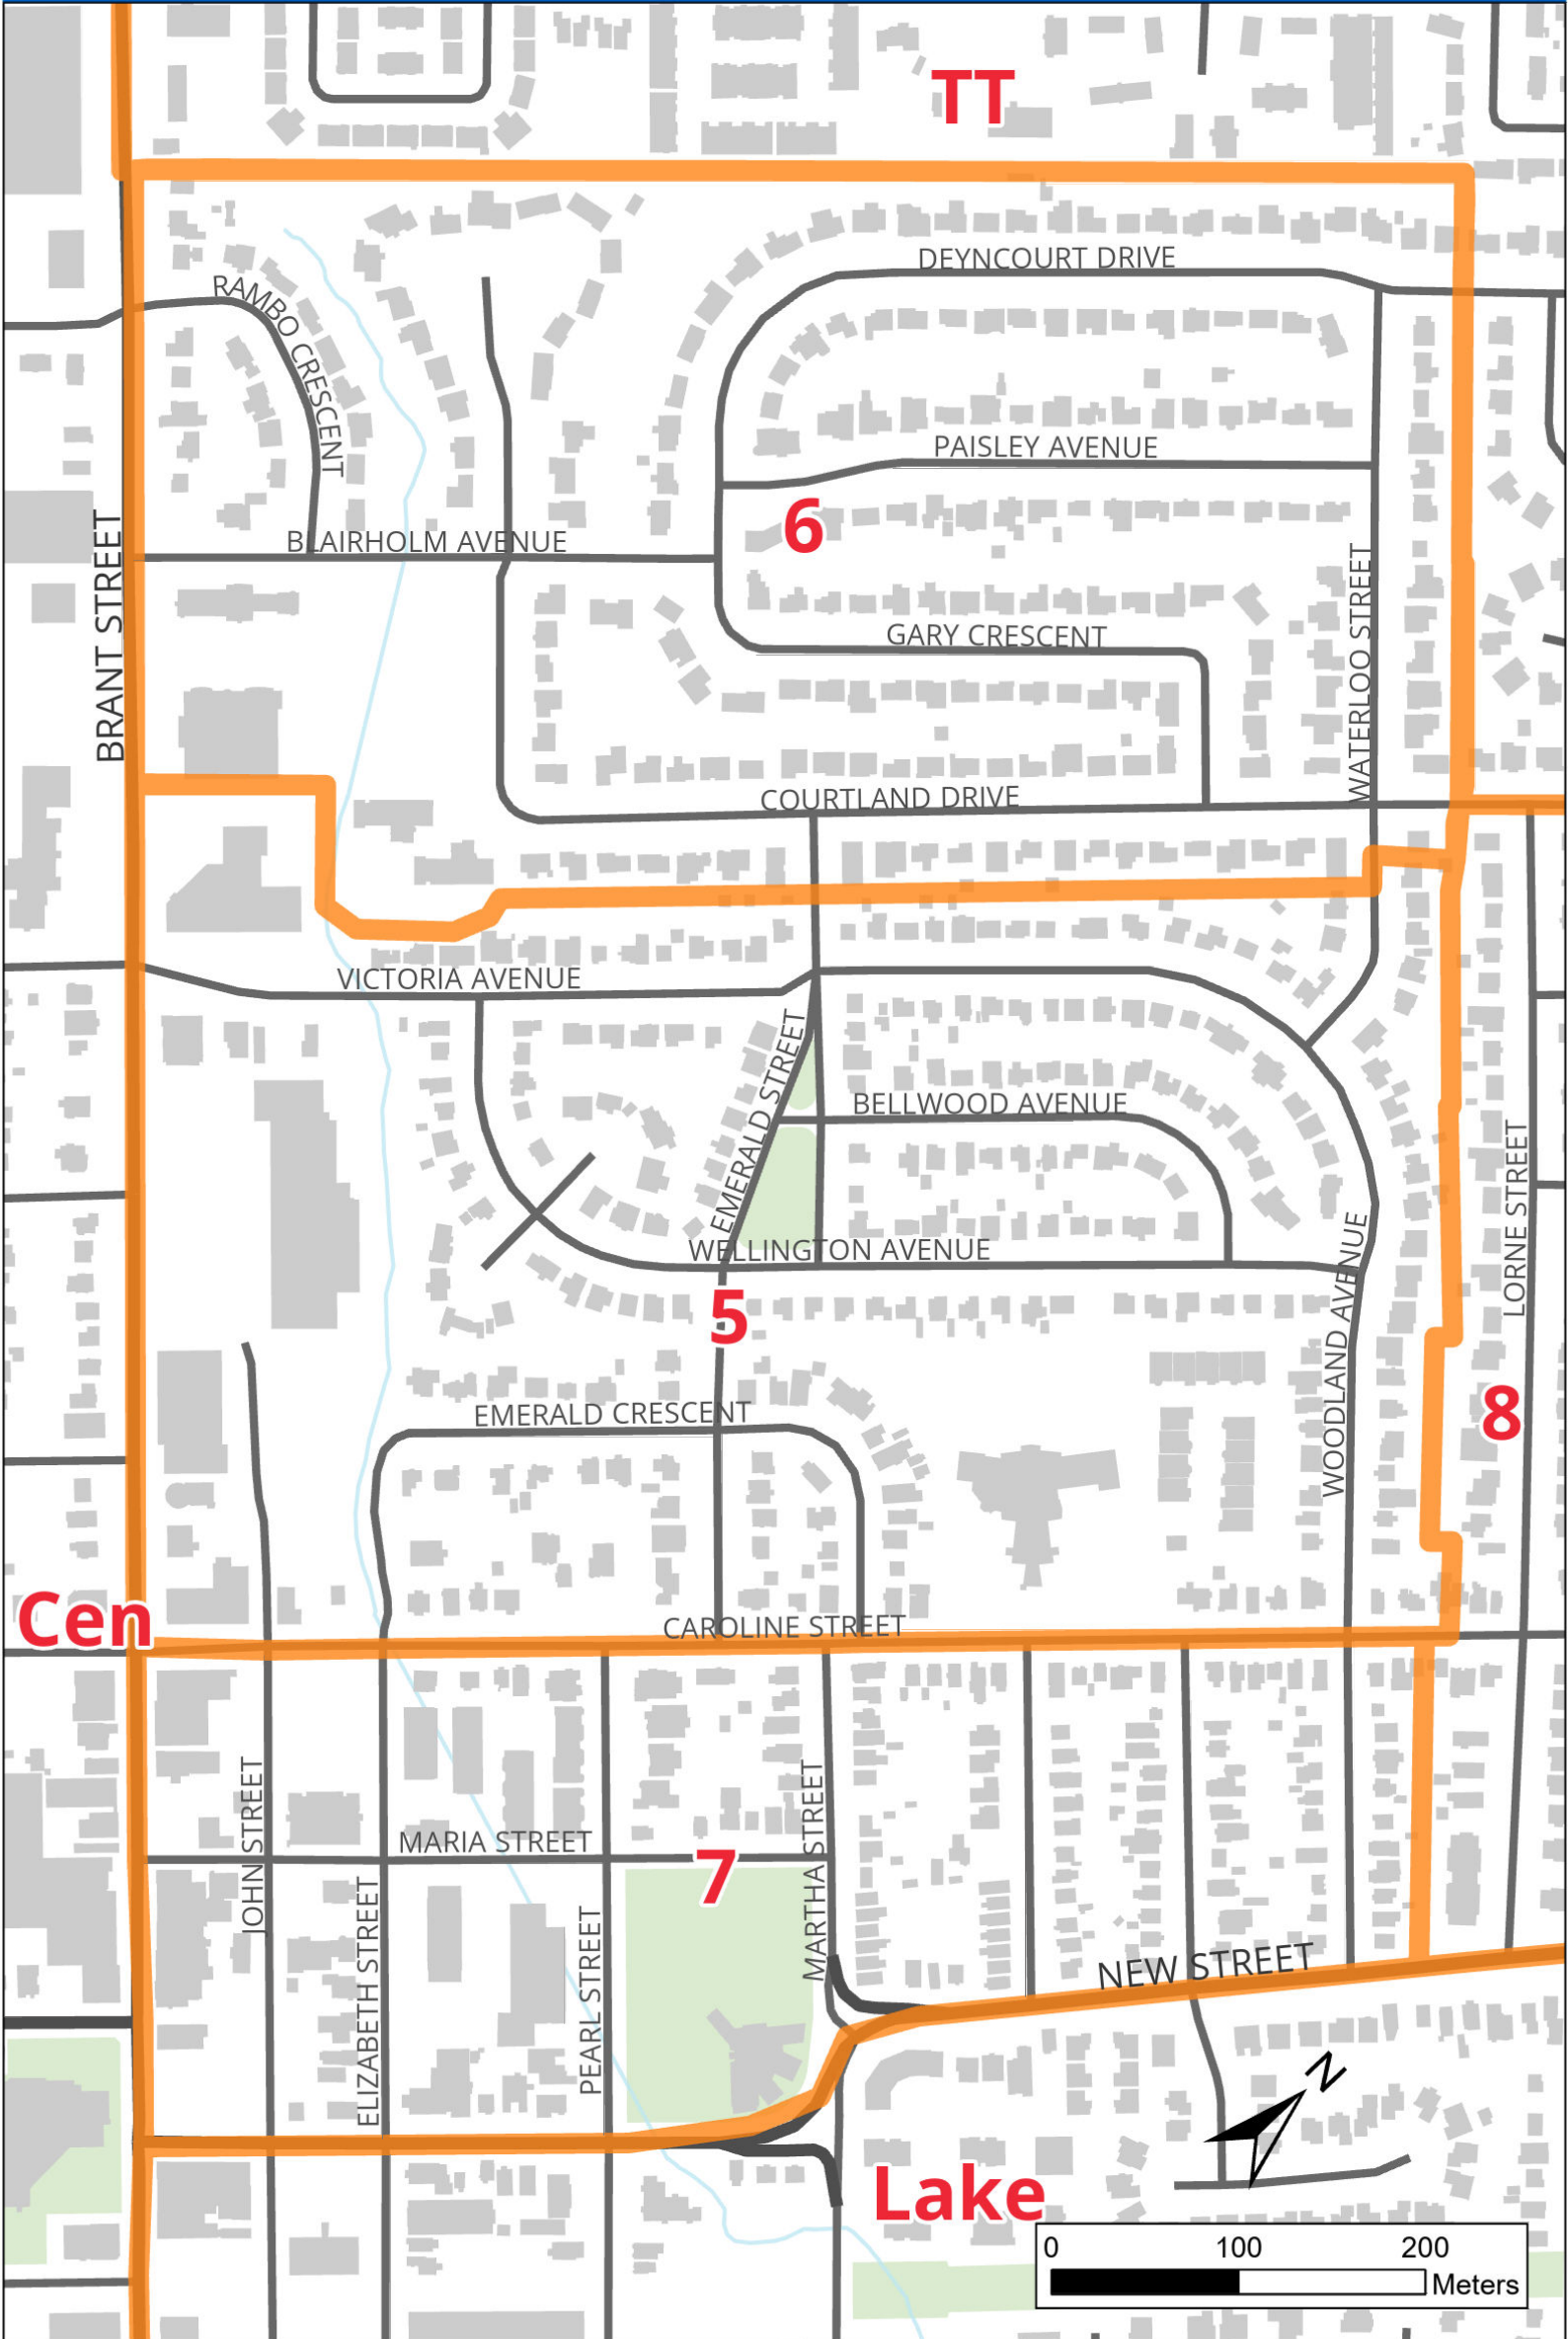 TT
DEYNCOURT DRIVE
RAMBO CRESCENT
PAISLEY AVENUE
6
BLAIRHOLM AVENUE
BRANT STREET
GARY CRESCENT
WATERLOO STREET
COURTLAND DRIVE
VICTORIA AVENUE
EMERALD STREET
BELLWOOD AVENUE
LORNE STREET
WELLINGTON AVENUE
5
WOODLAND AVENUE
8
EMERALD CRESCENT
Cen
CAROLINE STREET
JOHN STREET
MARIA STREET
MARTHA STREET
7
ELIZABETH STREET
PEARL STREET
NEW STREET
N
Lake
0 100 200
Meters